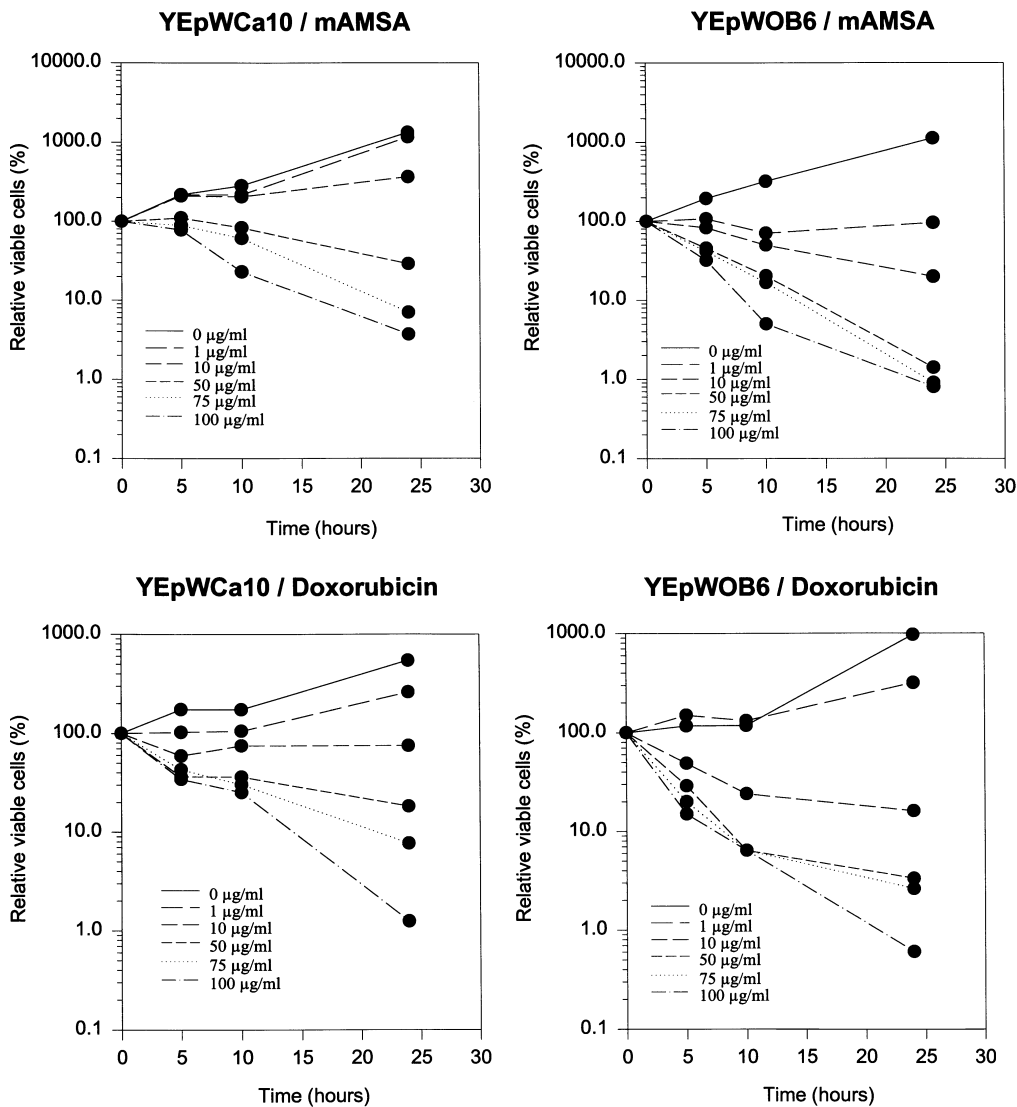 YEpWCa10 / mAMSA
Relative viable cells (%)
10000.0
1000.0
100.0
10.0
1.0
0.1
0 µg/ml
1 µg/ml
10 µg/ml
50 µg/ml
75 µg/ml
100 µg/ml
0 5 10 15 20 25 30
Time (hours)
YEpWOB6 / mAMSA
Relative viable cells (%)
10000.0
1000.0
100.0
10.0
1.0
0.1
0 µg/ml
1 µg/ml
10 µg/ml
50 µg/ml
75 µg/ml
100 µg/ml
0 5 10 15 20 25 30
Time (hours)
YEpWCa10 / Doxorubicin
Relative viable cells (%)
1000.0
100.0
10.0
1.0
0.1
0 µg/ml
1 µg/ml
10 µg/ml
50 µg/ml
75 µg/ml
100 µg/ml
0 5 10 15 20 25 30
Time (hours)
YEpWOB6 / Doxorubicin
Relative viable cells (%)
1000.0
100.0
10.0
1.0
0.1
0 µg/ml
1 µg/ml
10 µg/ml
50 µg/ml
75 µg/ml
100 µg/ml
0 5 10 15 20 25 30
Time (hours)